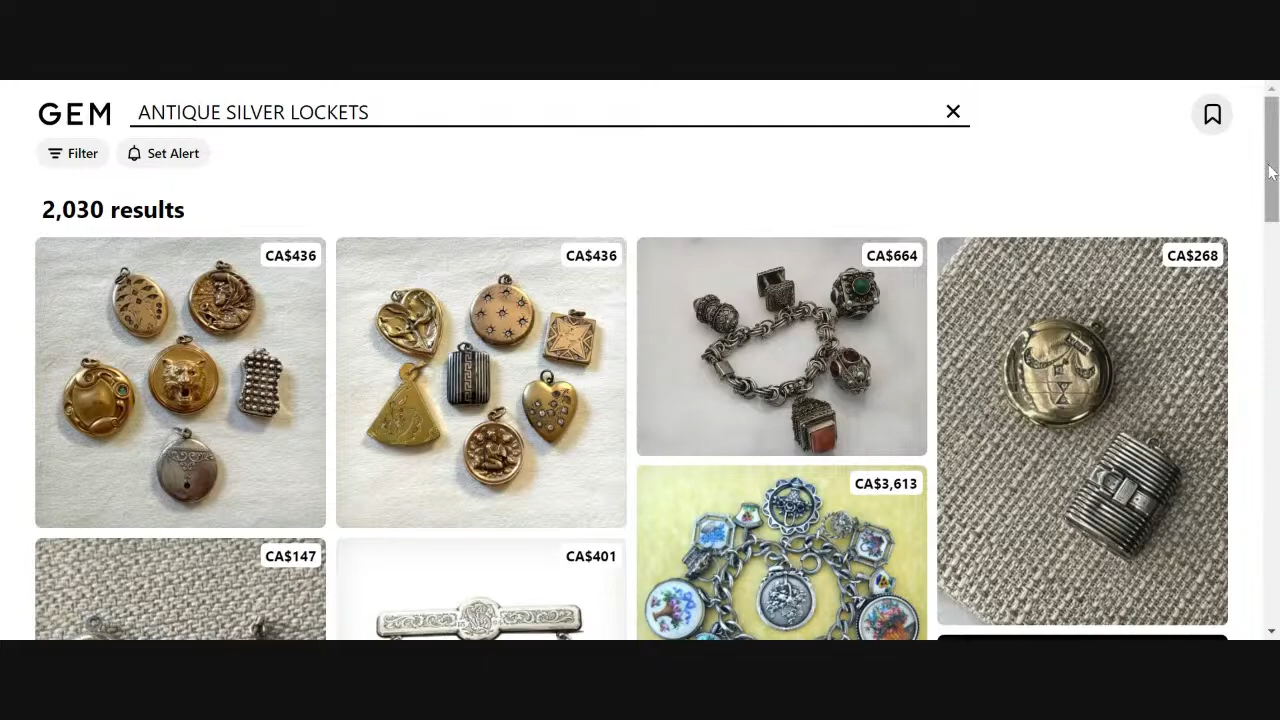 GEM
ANTIQUE SILVER LOCKETS
Filter
Set Alert
2,030 results
CA$436
CA$436
CA$664
CA$268
CA$3,613
CA$147
CA$401